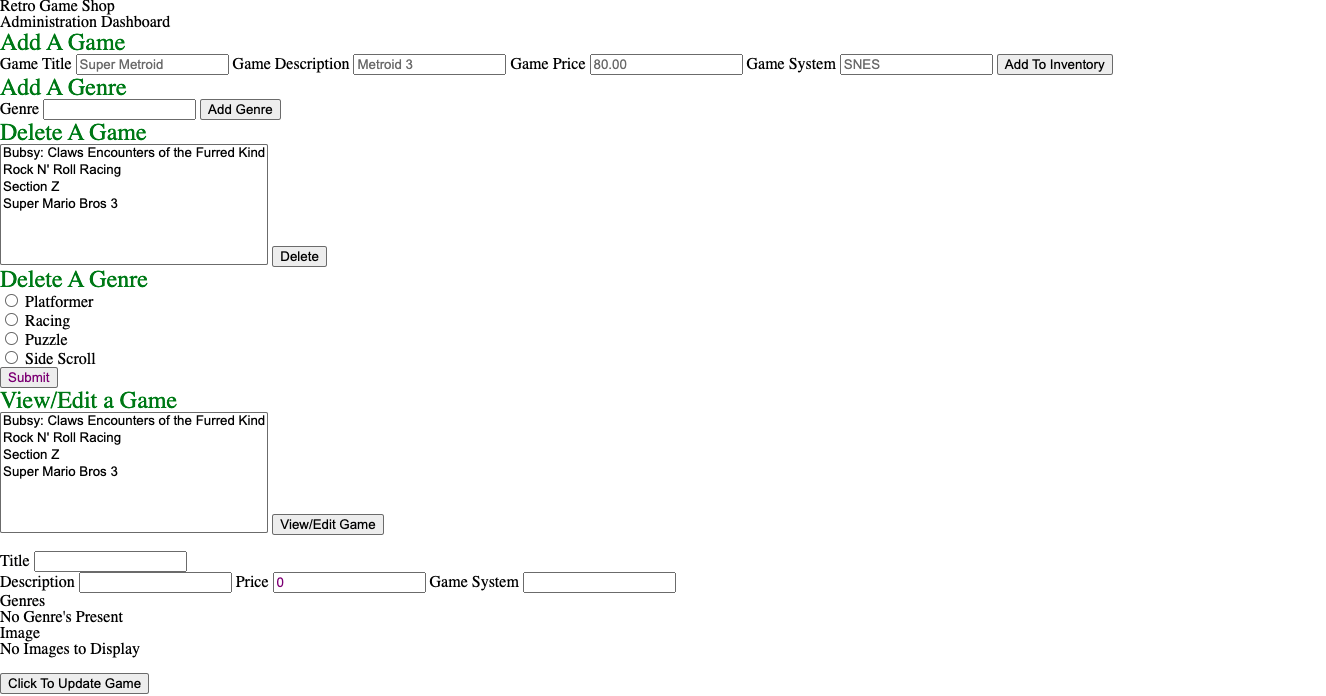 Retro Game Shop
Administration Dashboard
Add A Game
Game Title Super Metroid Game Description Metroid 3 Game Price 80.00 Game System SNES Add To Inventory
Add A Genre
Genre Add Genre
Delete A Game
Bubsy: Claws Encounters of the Furred Kind
Rock N' Roll Racing
Section Z
Super Mario Bros 3
Delete
Delete A Genre
Platformer
Racing
Puzzle
Side Scroll
Submit
View/Edit a Game
Bubsy: Claws Encounters of the Furred Kind
Rock N' Roll Racing
Section Z
Super Mario Bros 3
View/Edit Game
Title
Description Price 0 Game System
Genres
No Genre's Present
Image
No Images to Display
Click To Update Game